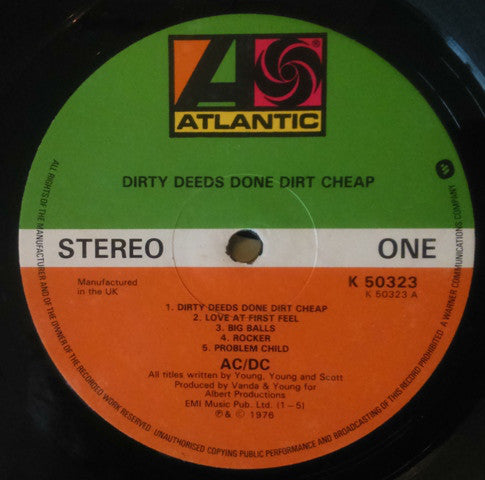 ATLANTIC
®
DIRTY DEEDS DONE DIRT CHEAP
STEREO
ONE
Manufactured
in the UK
K 50323
K 50323 A
1. DIRTY DEEDS DONE DIRT CHEAP
2. LOVE AT FIRST FEEL
3. BIG BALLS
4. ROCKER
5. PROBLEM CHILD
AC/DC
All titles written by Young, Young and Scott
Produced by Vanda & Young for
Albert Productions
EMI Music Pub. Ltd. (1–5)
℗ & © 1976
ALL RIGHTS OF THE MANUFACTURER AND OF THE OWNER OF THE RECORDED WORK RESERVED. UNAUTHORISED COPYING PUBLIC PERFORMANCE AND BROADCASTING OF THIS RECORD PROHIBITED. A WARNER COMMUNICATIONS COMPANY